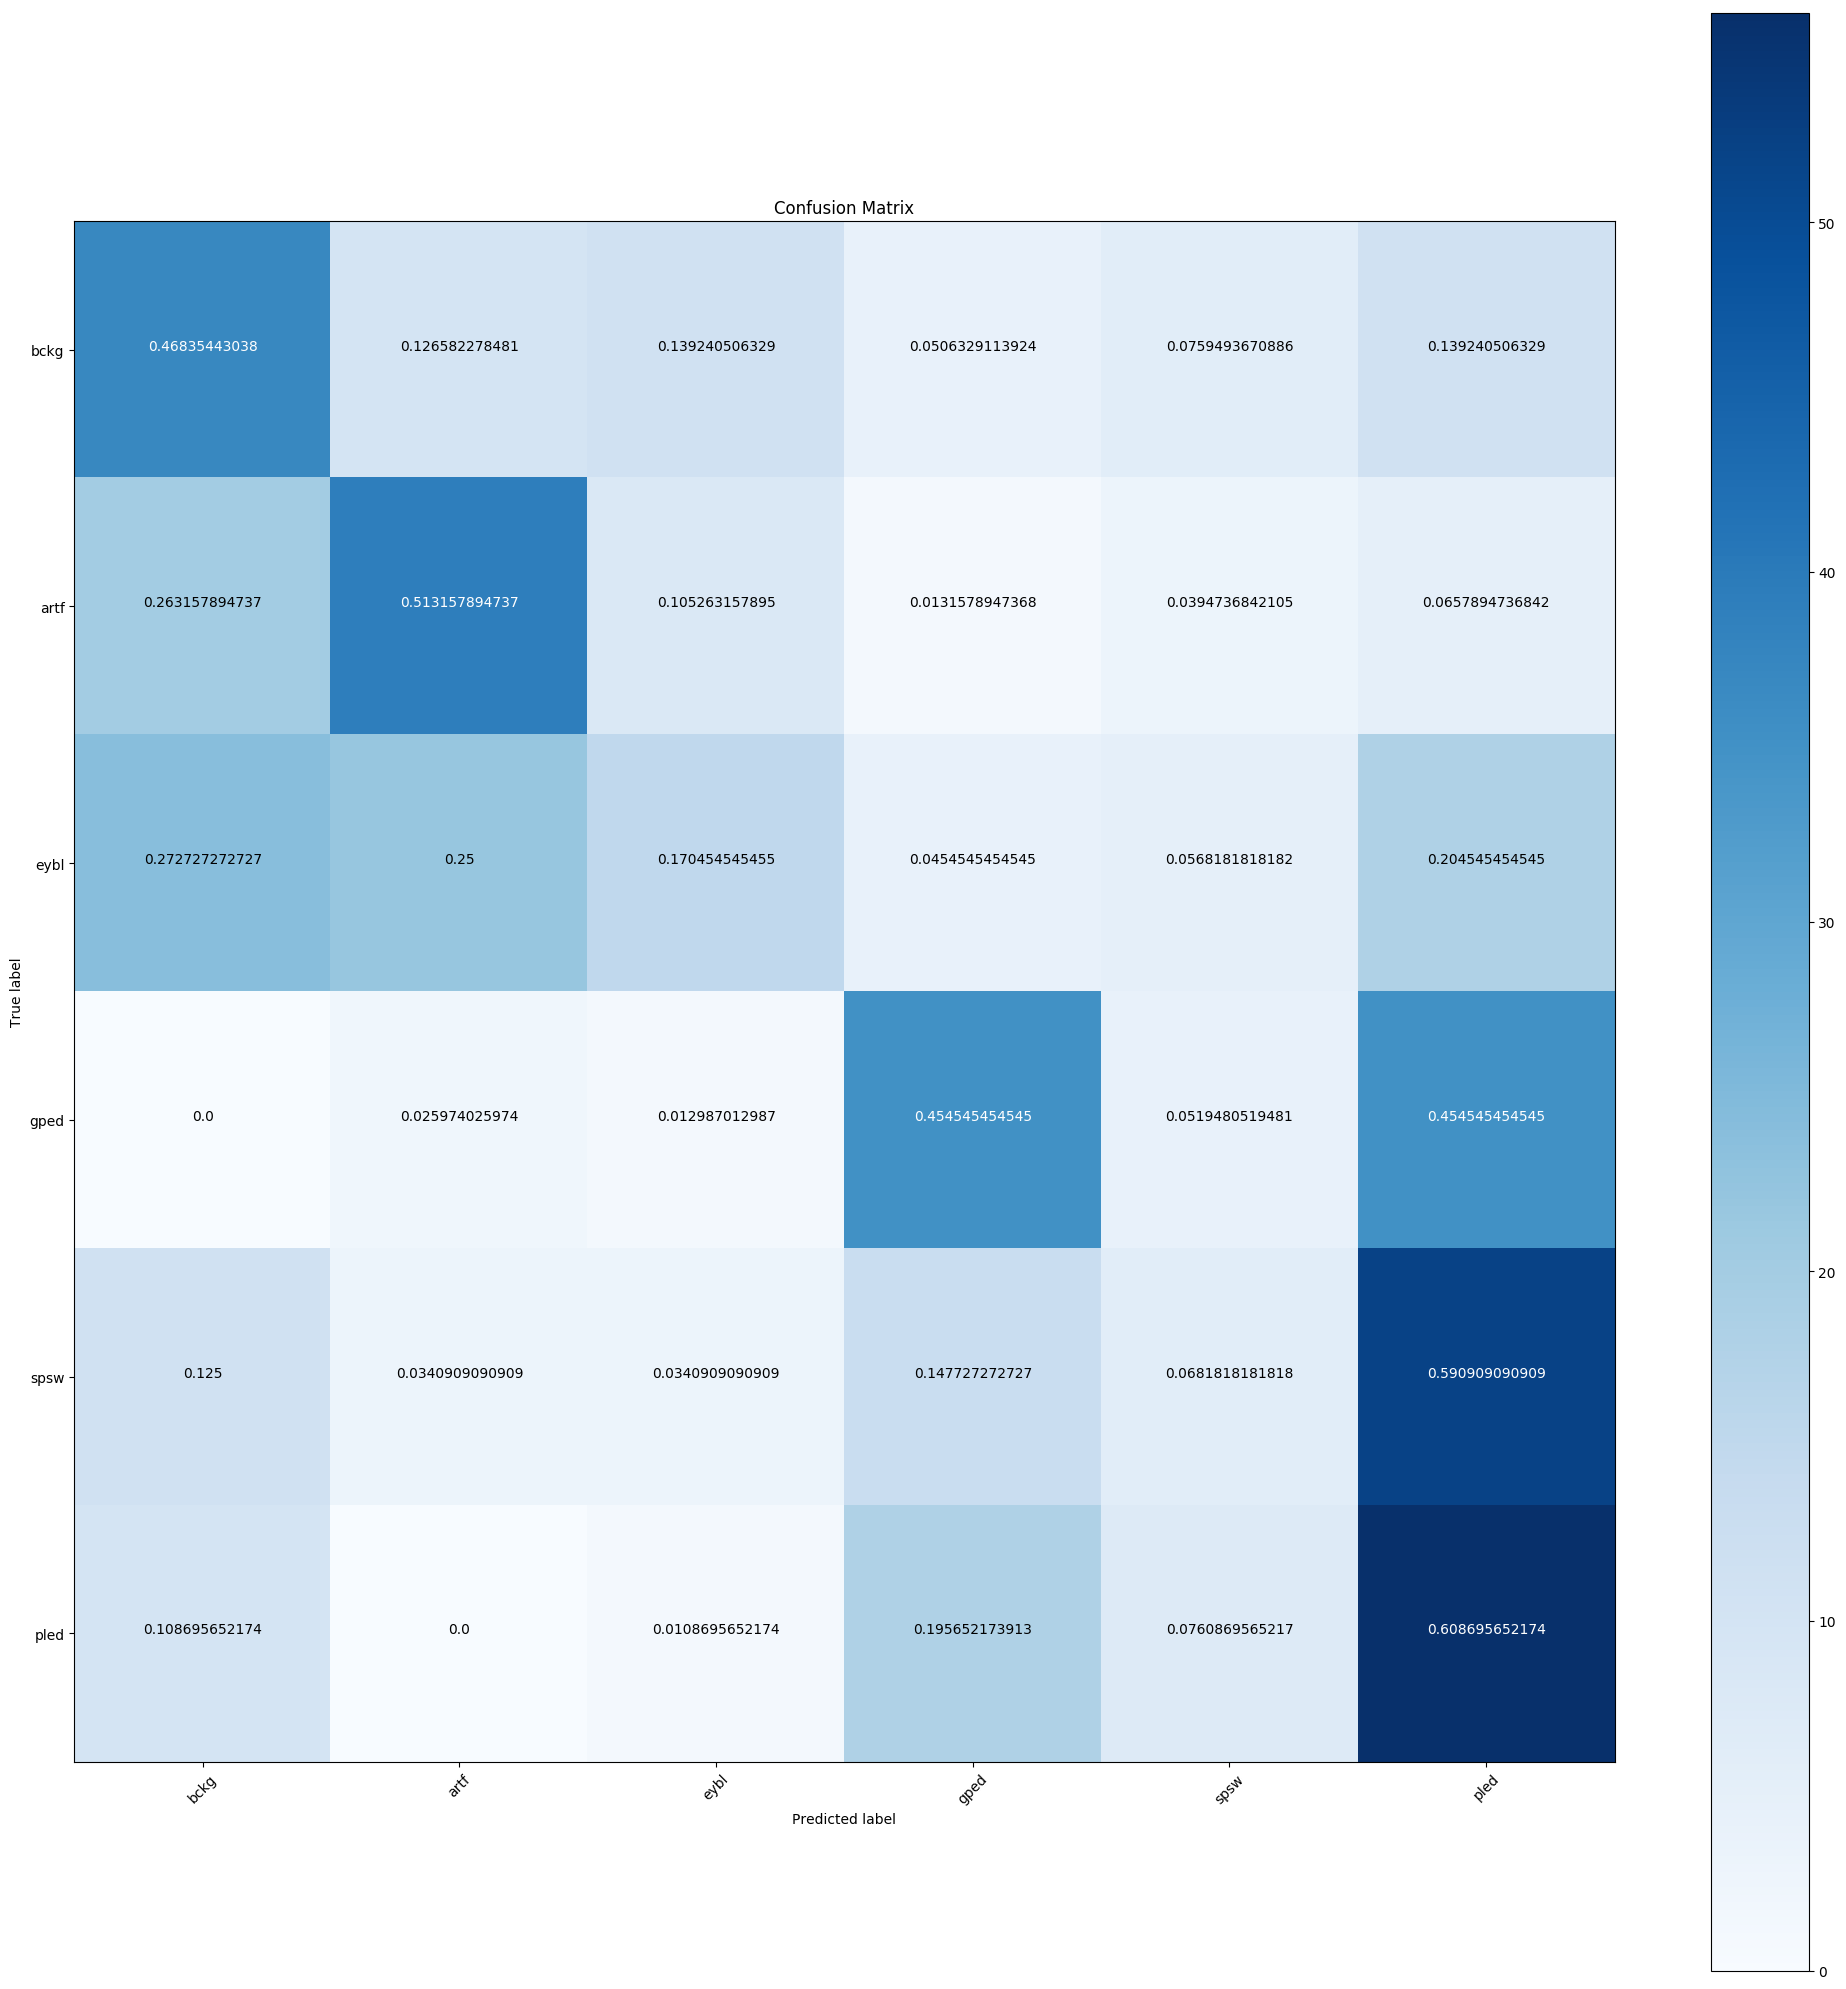 Confusion Matrix
50
bckg 0.46835443038 0.126582278481 0.139240506329 0.0506329113924 0.0759493670886 0.139240506329
40
artf 0.263157894737 0.513157894737 0.105263157895 0.0131578947368 0.0394736842105 0.0657894736842
eybl 0.272727272727 0.25 0.170454545455 0.0454545454545 0.0568181818182 0.204545454545
30
True label
gped 0.0 0.025974025974 0.012987012987 0.454545454545 0.0519480519481 0.454545454545
20
spsw 0.125 0.0340909090909 0.0340909090909 0.147727272727 0.0681818181818 0.590909090909
10
pled 0.108695652174 0.0 0.0108695652174 0.195652173913 0.0760869565217 0.608695652174
bckg artf eybl gped spsw pled
Predicted label
0